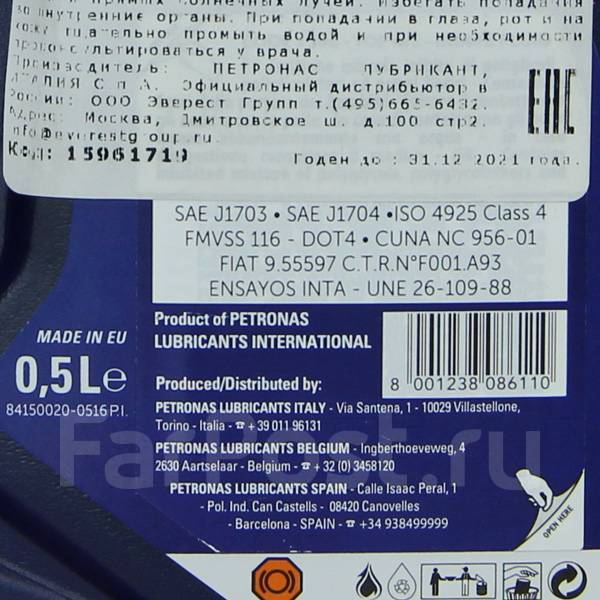 и прямых солнечных лучей. Избегать попадания
во внутренние органы. При попадании в глаза, рот и на
кожу тщательно промыть водой и при необходимости
проконсультироваться у врача.
Производитель: ПЕТРОНАС ЛУБРИКАНТ,
ИТАЛИЯ С п А. Официальный дистрибьютор в
России: ООО Эверест Групп т.(495)665-6432.
Адрес: Москва, Дмитровское ш. д.100 стр2.
info@everestgroup.ru.
Код: 15961719
Годен до : 31.12 2021 года.
EAC
SAE J1703 • SAE J1704 •ISO 4925 Class 4
FMVSS 116 - DOT4 • CUNA NC 956-01
FIAT 9.55597 C.T.R.N°F001.A93
ENSAYOS INTA - UNE 26-109-88
MADE IN EU
0,5L℮
84150020-0516 P.I.
Product of PETRONAS
LUBRICANTS INTERNATIONAL
8 001238 086110
Produced/Distributed by:
PETRONAS LUBRICANTS ITALY - Via Santena, 1 - 10029 Villastellone,
Torino - Italia - ☎ + 39 011 96131
PETRONAS LUBRICANTS BELGIUM - Ingberthoeveweg, 4
2630 Aartselaar - Belgium - ☎ + 32 (0) 3458120
PETRONAS LUBRICANTS SPAIN - Calle Isaac Peral, 1
- Pol. Ind. Can Castells - 08420 Canovelles
- Barcelona - SPAIN - ☎ +34 938499999
OPEN HERE
FarPost.ru